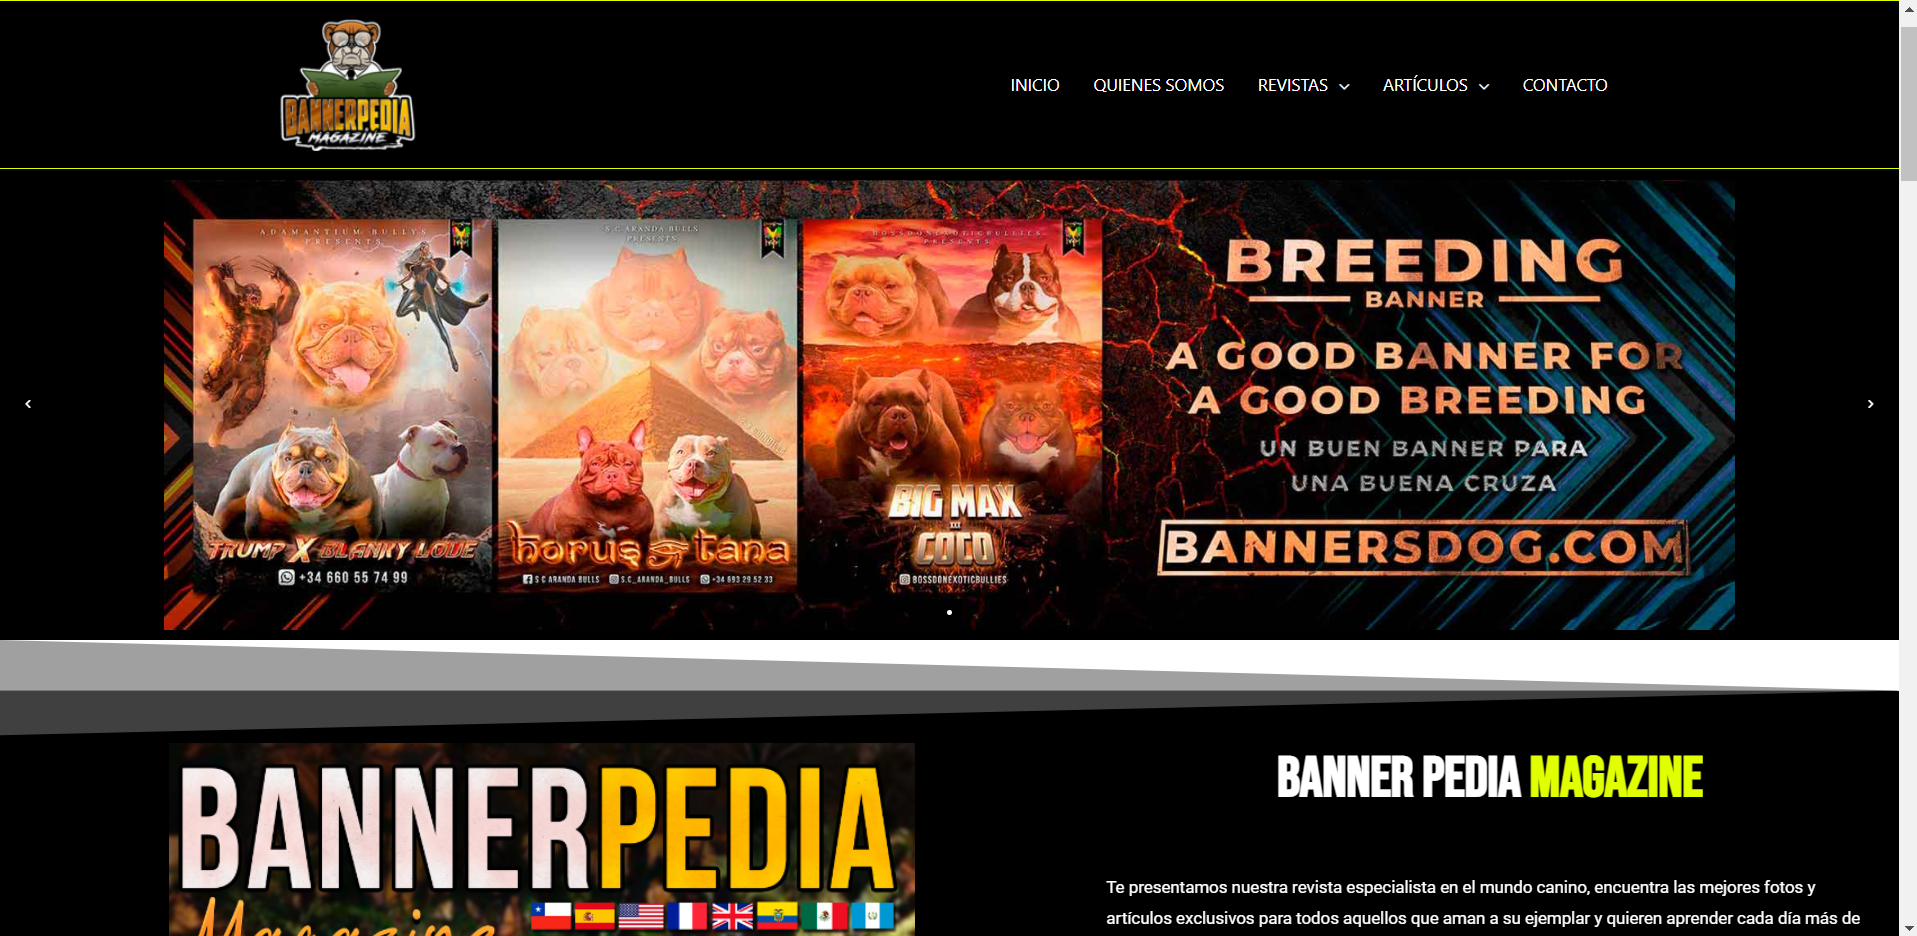 BANNERPEDIA
MAGAZINE
INICIO
QUIENES SOMOS
REVISTAS
ARTÍCULOS
CONTACTO
ADAMANTIUM BULLYS
PRESENTS
TRUMP X BLANKY LOVE
+34 660 55 74 99
S.C ARANDA BULLS
PRESENTS
horus tana
S C ARANDA BULLS S.C_ARANDA_BULLS +34 693 29 52 33
BOSSDONEXOTICBULLIES
PRESENTS
BIG MAX
XXX
COCO
BOSSDONEXOTICBULLIES
BREEDING
BANNER
A GOOD BANNER FOR
A GOOD BREEDING
UN BUEN BANNER PARA
UNA BUENA CRUZA
BANNERSDOG.COM
BANNERPEDIA
Magazine
BANNER PEDIA MAGAZINE
Te presentamos nuestra revista especialista en el mundo canino, encuentra las mejores fotos y
artículos exclusivos para todos aquellos que aman a su ejemplar y quieren aprender cada día más de